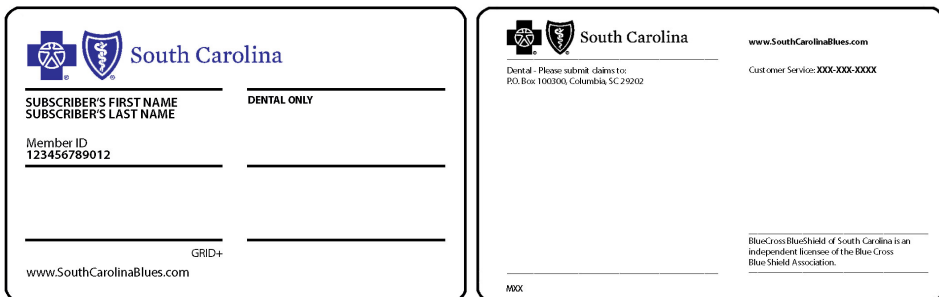 South Carolina
SUBSCRIBER'S FIRST NAME
SUBSCRIBER'S LAST NAME
DENTAL ONLY
Member ID
123456789012
GRID+
www.SouthCarolinaBlues.com
South Carolina
www.SouthCarolinaBlues.com
Dental - Please submit claims to:
P.O. Box 100300, Columbia, SC 29202
Customer Service: XXX-XXX-XXXX
BlueCross BlueShield of South Carolina is an
independent licensee of the Blue Cross
Blue Shield Association.
MXX